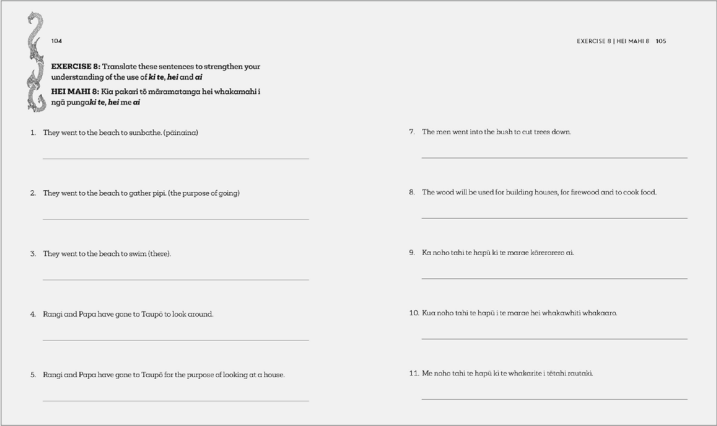 104
EXERCISE 8: Translate these sentences to strengthen your
understanding of the use of ki te, hei and ai
HEI MAHI 8: Kia pakari tō māramatanga hei whakamahi i
ngā pungaki te, hei me ai
1. They went to the beach to sunbathe. (pāinaina)
2. They went to the beach to gather pipi. (the purpose of going)
3. They went to the beach to swim (there).
4. Rangi and Papa have gone to Taupō to look around.
5. Rangi and Papa have gone to Taupō for the purpose of looking at a house.
EXERCISE 8 | HEI MAHI 8 105
7. The men went into the bush to cut trees down.
8. The wood will be used for building houses, for firewood and to cook food.
9. Ka noho tahi te hapū ki te marae kōrerorero ai.
10. Kua noho tahi te hapū i te marae hei whakawhiti whakaaro.
11. Me noho tahi te hapū ki te whakarite i tētahi rautaki.